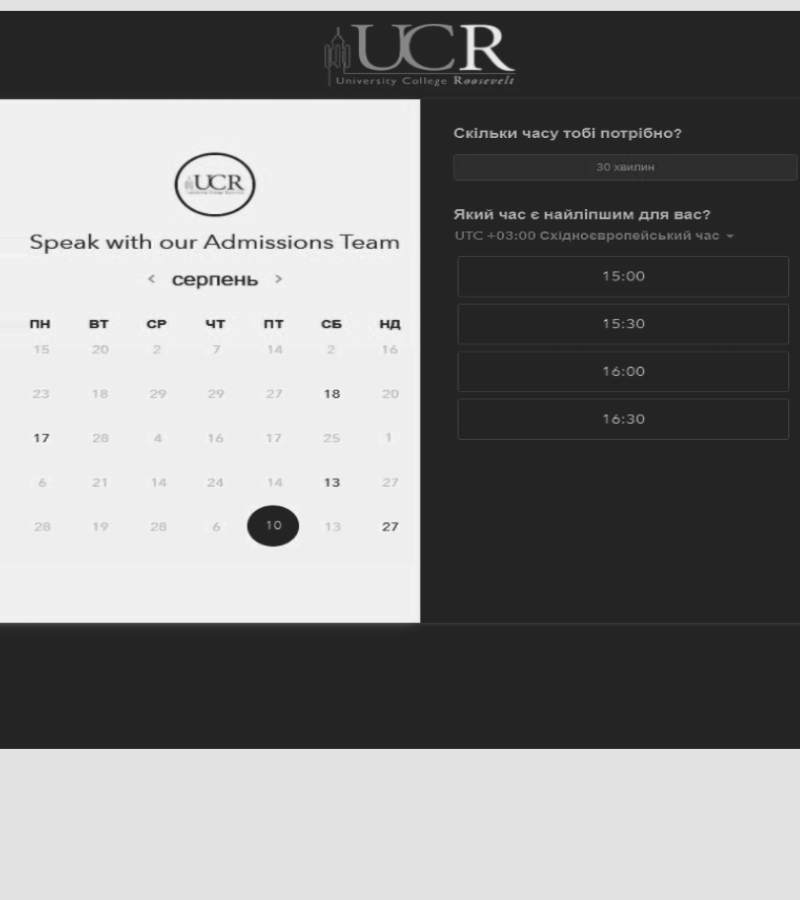 UCR
University College Roosevelt
UCR
Speak with our Admissions Team
< серпень >
ПН ВТ СР ЧТ ПТ СБ НД
15 20 2 7 14 2 16
23 18 29 29 27 18 20
17 28 4 16 17 25 1
6 21 14 24 14 13 27
28 19 28 6 10 13 27
Скільки часу тобі потрібно?
30 хвилин
Який час є найліпшим для вас?
UTC +03:00 Східноєвропейський час
15:00
15:30
16:00
16:30